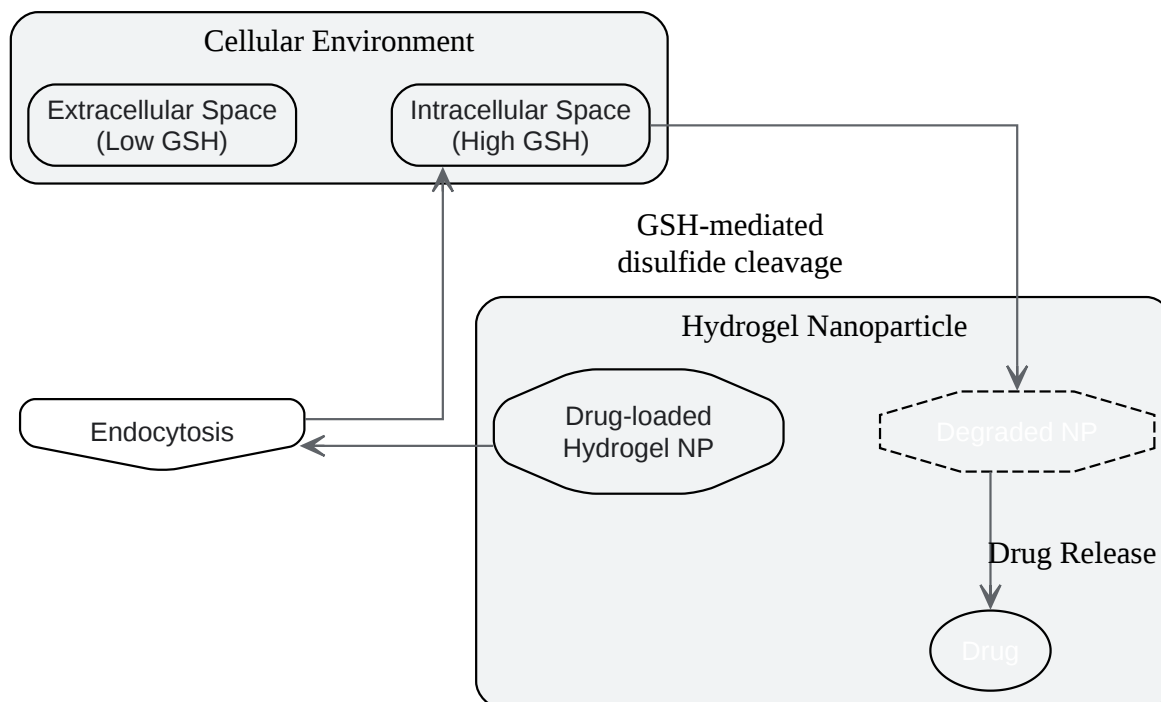 Cellular Environment
Extracellular Space
(Low GSH)
Intracellular Space
(High GSH)
GSH-mediated
disulfide cleavage
Hydrogel Nanoparticle
Drug-loaded
Hydrogel NP
Degraded NP
Endocytosis
Drug Release
Drug